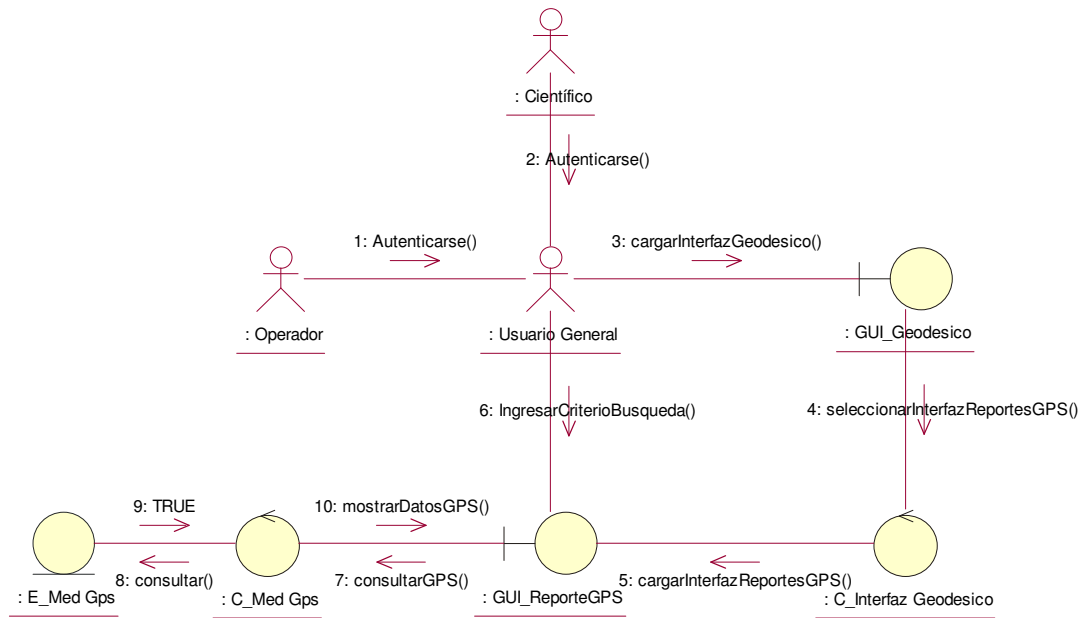 : Científico
2: Autenticarse()
1: Autenticarse()
3: cargarInterfazGeodesico()
: Operador
: Usuario General
: GUI_Geodesico
6: IngresarCriterioBusqueda()
4: seleccionarInterfazReportesGPS()
9: TRUE
10: mostrarDatosGPS()
8: consultar()
7: consultarGPS()
5: cargarInterfazReportesGPS()
: E_Med Gps
: C_Med Gps
: GUI_ReporteGPS
: C_Interfaz Geodesico